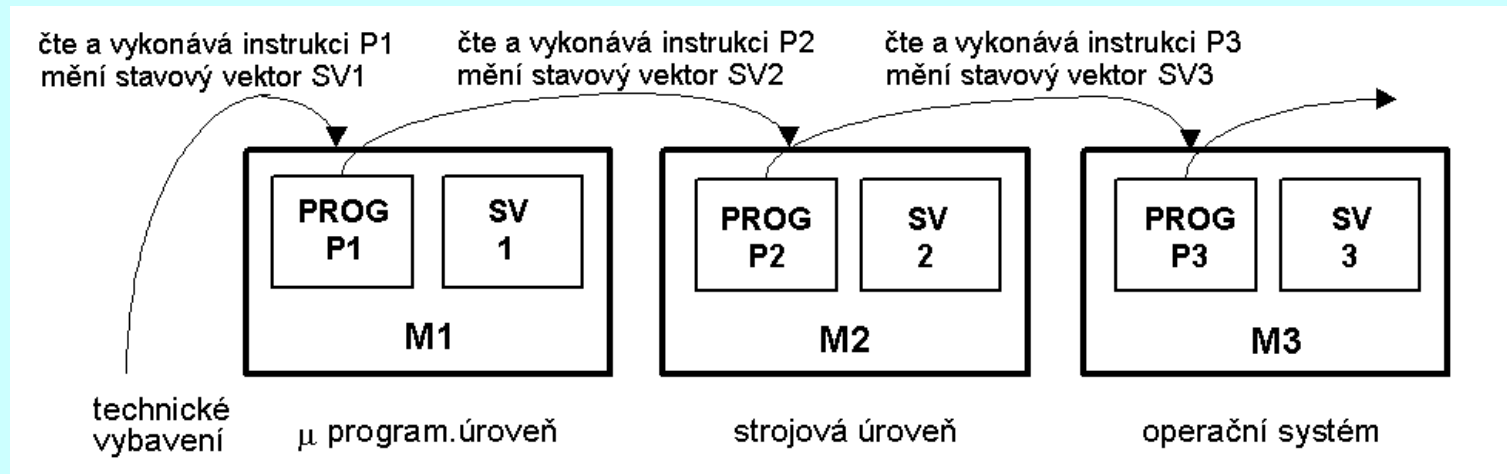 čte a vykonává instrukci P1
mění stavový vektor SV1
čte a vykonává instrukci P2
mění stavový vektor SV2
čte a vykonává instrukci P3
mění stavový vektor SV3
PROG
P1
SV
1
M1
PROG
P2
SV
2
M2
PROG
P3
SV
3
M3
technické
vybavení
μ program.úroveň
strojová úroveň
operační systém